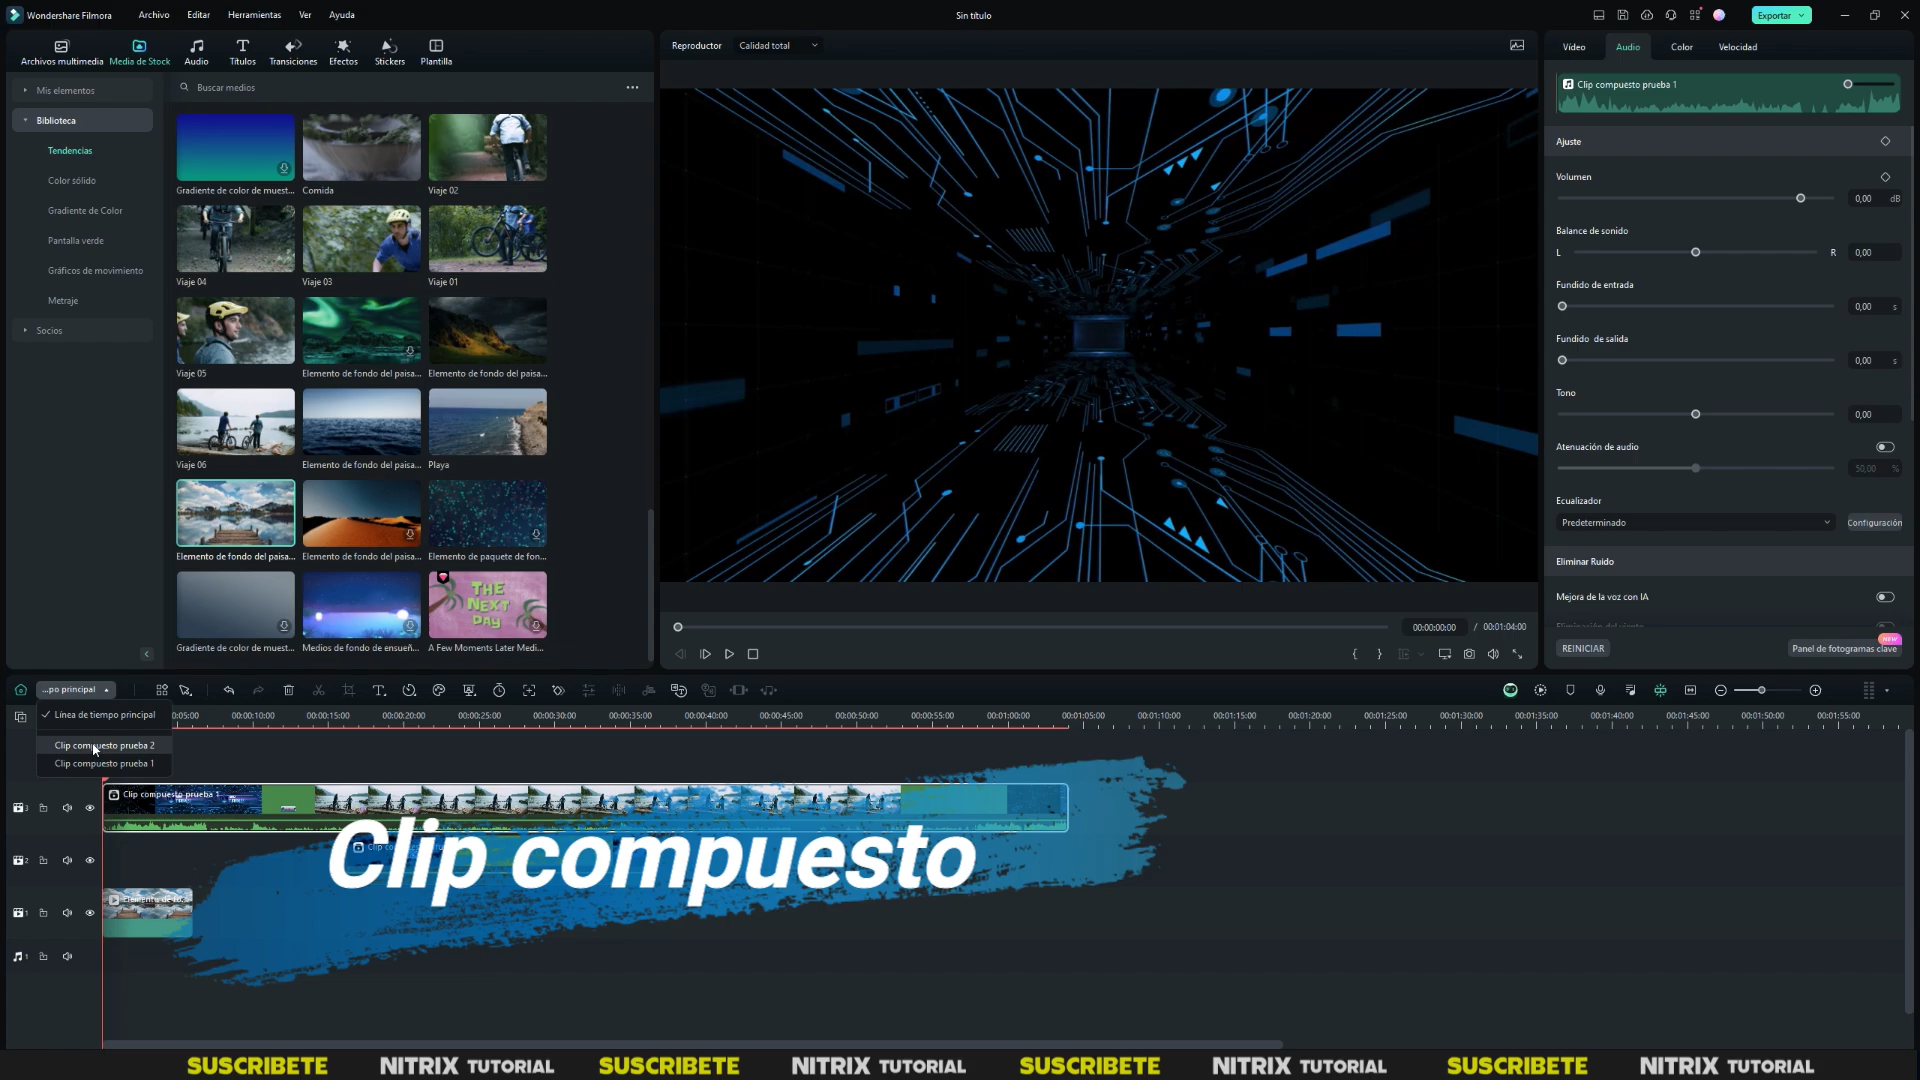 Wondershare Filmora
Archivo
Editar
Herramientas
Ver
Ayuda
Sin título
Exportar
Archivos multimedia
Media de Stock
Audio
Títulos
Transiciones
Efectos
Stickers
Plantilla
Mis elementos
Biblioteca
Tendencias
Color sólido
Gradiente de Color
Pantalla verde
Gráficos de movimiento
Metraje
Socios
Buscar medios
Gradiente de color de muest...
Comida
Viaje 02
Viaje 04
Viaje 03
Viaje 01
Viaje 05
Elemento de fondo del paisa...
Elemento de fondo del paisa...
Viaje 06
Elemento de fondo del paisa...
Playa
Elemento de fondo del paisa...
Elemento de fondo del paisa...
Elemento de paquete de fon...
THE
NEXT
DAY
Gradiente de color de muest...
Medios de fondo de ensueñ...
A Few Moments Later Medi...
Reproductor
Calidad total
00:00:00:00 / 00:01:04:00
Vídeo
Audio
Color
Velocidad
Clip compuesto prueba 1
Ajuste
Volumen
0,00 dB
Balance de sonido
L R 0,00
Fundido de entrada
0,00 s
Fundido de salida
0,00 s
Tono
0,00
Atenuación de audio
50,00 %
Ecualizador
Predeterminado
Configuración
Eliminar Ruido
Mejora de la voz con IA
REINICIAR
NEW
Panel de fotogramas clave
...po principal
Línea de tiempo principal
Clip compuesto prueba 2
Clip compuesto prueba 1
:05:00 00:00:10:00 00:00:15:00 00:00:20:00 00:00:25:00 00:00:30:00 00:00:35:00 00:00:40:00 00:00:45:00 00:00:50:00 00:00:55:00 00:01:00:00 00:01:05:00 00:01:10:00 00:01:15:00 00:01:20:00 00:01:25:00 00:01:30:00 00:01:35:00 00:01:40:00 00:01:45:00 00:01:50:00 00:01:55:00
3
Clip compuesto prueba 1
2
Clip compuesto
1
1
SUSCRIBETE NITRIX TUTORIAL SUSCRIBETE NITRIX TUTORIAL SUSCRIBETE NITRIX TUTORIAL SUSCRIBETE NITRIX TUTORIAL